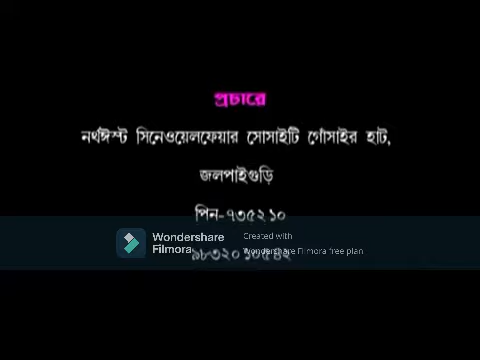 প্রচারে
নর্থঈস্ট সিনেওয়েলফেয়ার সোসাইটি গোঁসাইর হাট,
জলপাইগুড়ি
পিন-৭৩৫২১০
Wondershare
Filmora
Created with
Wondershare Filmora free plan